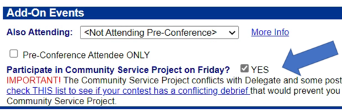 Add-On Events
Also Attending: <Not Attending Pre-Conference> More Info
Pre-Conference Attendee ONLY
Participate in Community Service Project on Friday? YES
IMPORTANT! The Community Service Project conflicts with Delegate and some post
check THIS list to see if your contest has a conflicting debrief that would prevent you
Community Service Project.